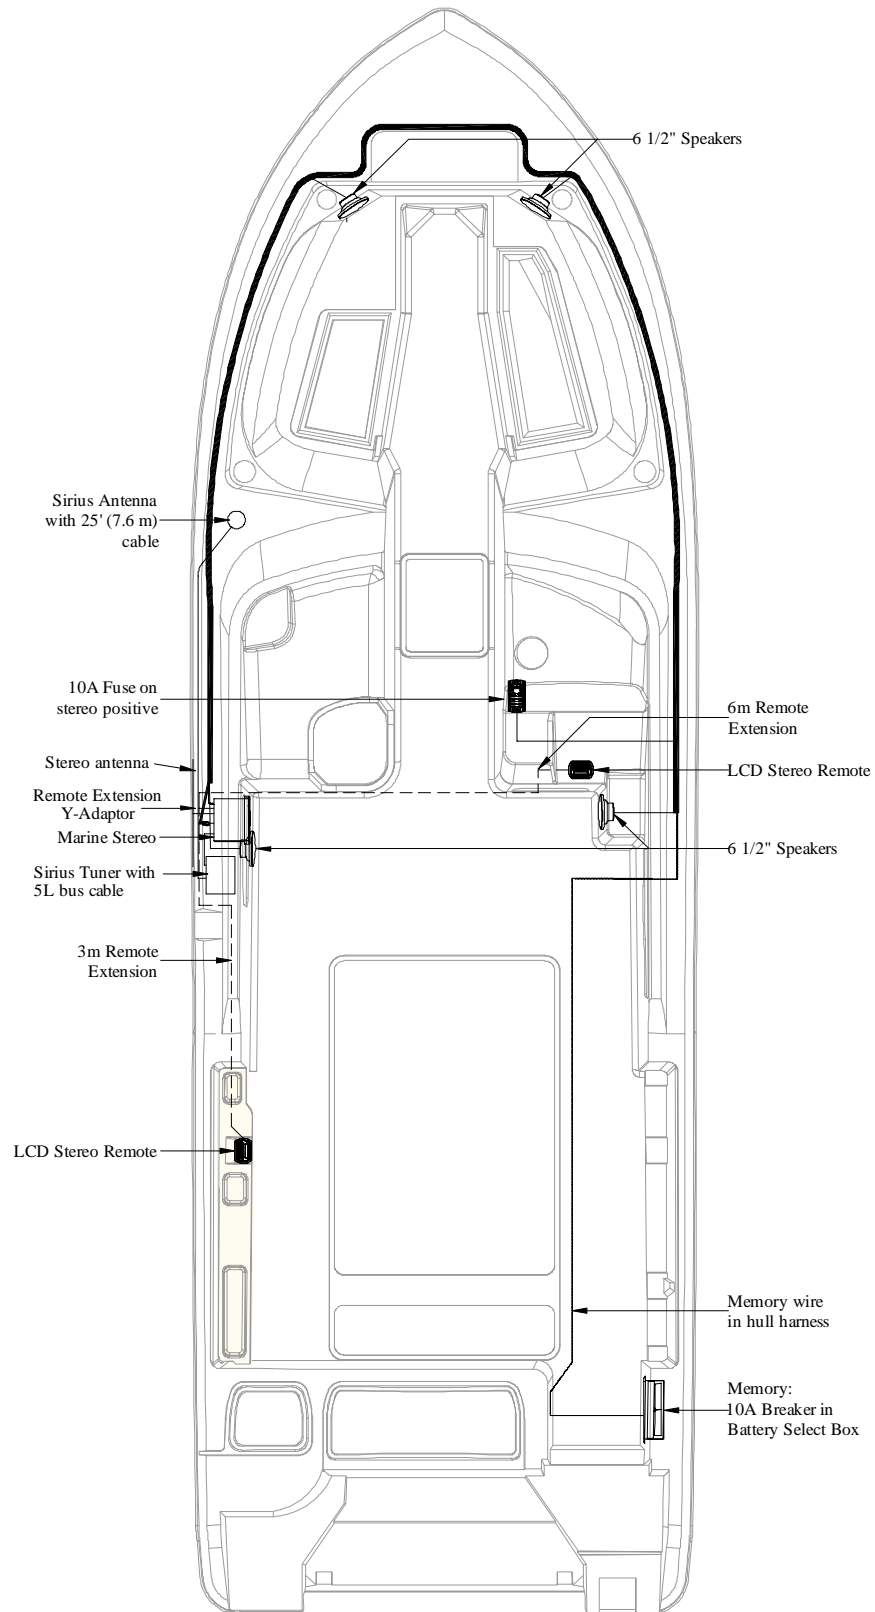 6 1/2" Speakers
Sirius Antenna
with 25' (7.6 m)
cable
10A Fuse on
stereo positive
6m Remote
Extension
Stereo antenna
LCD Stereo Remote
Remote Extension
Y-Adaptor
Marine Stereo
6 1/2" Speakers
Sirius Tuner with
5L bus cable
3m Remote
Extension
LCD Stereo Remote
Memory wire
in hull harness
Memory:
10A Breaker in
Battery Select Box